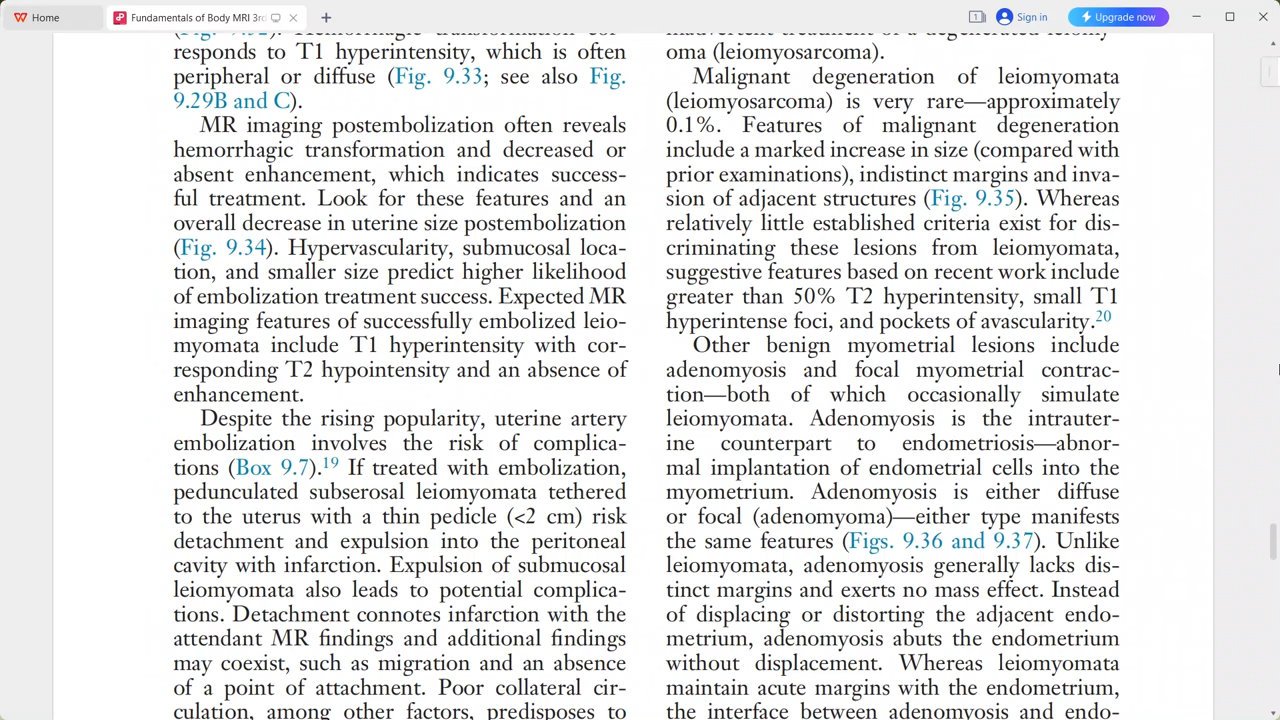 Home
Fundamentals of Body MRI 3rd
Sign in
Upgrade now
responds to T1 hyperintensity, which is often
peripheral or diffuse (Fig. 9.33; see also Fig.
9.29B and C).
MR imaging postembolization often reveals
hemorrhagic transformation and decreased or
absent enhancement, which indicates success-
ful treatment. Look for these features and an
overall decrease in uterine size postembolization
(Fig. 9.34). Hypervascularity, submucosal loca-
tion, and smaller size predict higher likelihood
of embolization treatment success. Expected MR
imaging features of successfully embolized leio-
myomata include T1 hyperintensity with cor-
responding T2 hypointensity and an absence of
enhancement.
Despite the rising popularity, uterine artery
embolization involves the risk of complica-
tions (Box 9.7).19 If treated with embolization,
pedunculated subserosal leiomyomata tethered
to the uterus with a thin pedicle (<2 cm) risk
detachment and expulsion into the peritoneal
cavity with infarction. Expulsion of submucosal
leiomyomata also leads to potential complica-
tions. Detachment connotes infarction with the
attendant MR findings and additional findings
may coexist, such as migration and an absence
of a point of attachment. Poor collateral cir-
culation, among other factors, predisposes to
oma (leiomyosarcoma).
Malignant degeneration of leiomyomata
(leiomyosarcoma) is very rare—approximately
0.1%. Features of malignant degeneration
include a marked increase in size (compared with
prior examinations), indistinct margins and inva-
sion of adjacent structures (Fig. 9.35). Whereas
relatively little established criteria exist for dis-
criminating these lesions from leiomyomata,
suggestive features based on recent work include
greater than 50% T2 hyperintensity, small T1
hyperintense foci, and pockets of avascularity.20
Other benign myometrial lesions include
adenomyosis and focal myometrial contrac-
tion—both of which occasionally simulate
leiomyomata. Adenomyosis is the intrauter-
ine counterpart to endometriosis—abnor-
mal implantation of endometrial cells into the
myometrium. Adenomyosis is either diffuse
or focal (adenomyoma)—either type manifests
the same features (Figs. 9.36 and 9.37). Unlike
leiomyomata, adenomyosis generally lacks dis-
tinct margins and exerts no mass effect. Instead
of displacing or distorting the adjacent endo-
metrium, adenomyosis abuts the endometrium
without displacement. Whereas leiomyomata
maintain acute margins with the endometrium,
the interface between adenomyosis and endo-